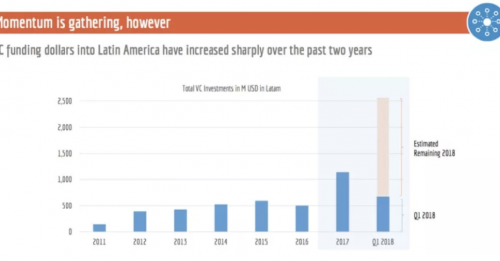 Momentum is gathering, however
C funding dollars into Latin America have increased sharply over the past two years
Total VC Investments in M USD in Latam
2,500
2,000
1,500
1,000
500
0
Estimated
Remaining 2018
Q1 2018
2011 2012 2013 2014 2015 2016 2017 Q1 2018